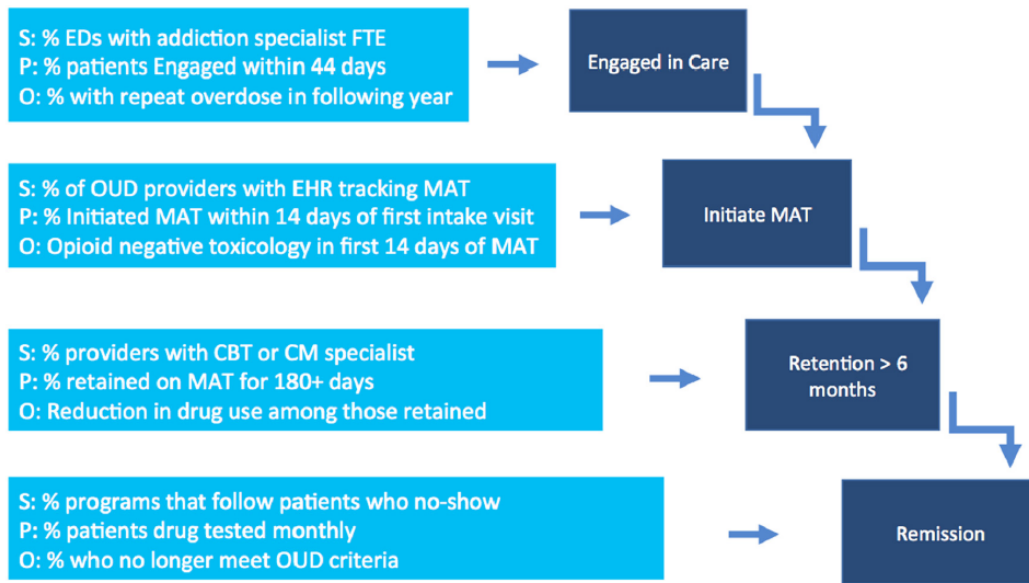 S: % EDs with addiction specialist FTE
P: % patients Engaged within 44 days
O: % with repeat overdose in following year
Engaged in Care
S: % of OUD providers with EHR tracking MAT
P: % Initiated MAT within 14 days of first intake visit
O: Opioid negative toxicology in first 14 days of MAT
Initiate MAT
S: % providers with CBT or CM specialist
P: % retained on MAT for 180+ days
O: Reduction in drug use among those retained
Retention > 6
months
S: % programs that follow patients who no-show
P: % patients drug tested monthly
O: % who no longer meet OUD criteria
Remission